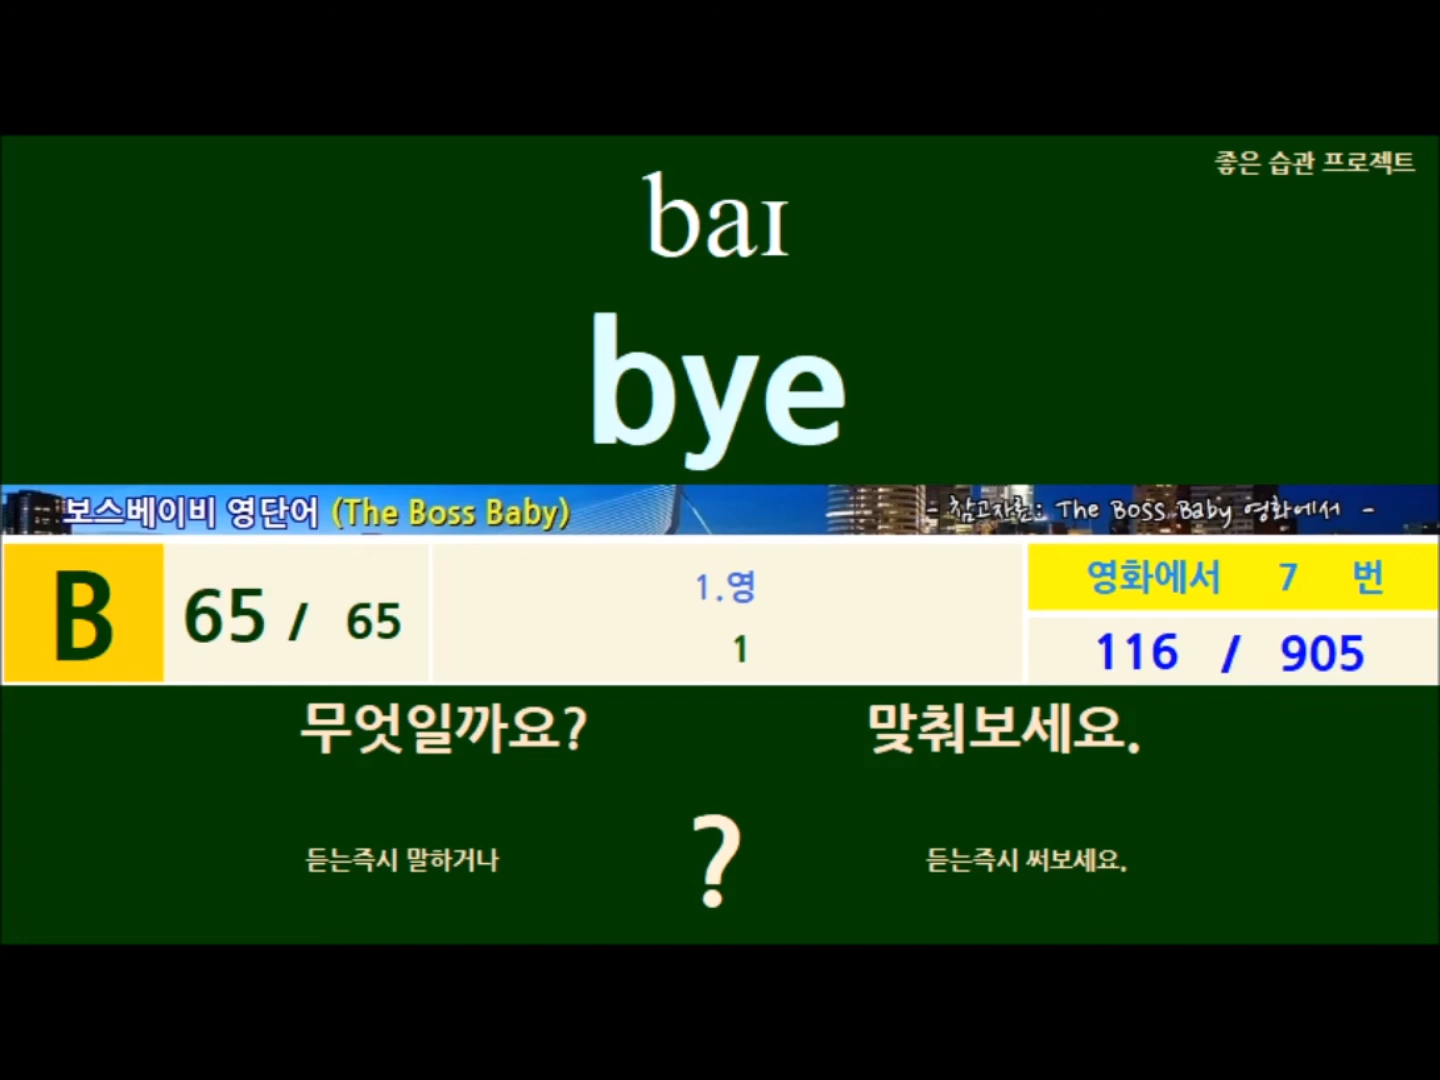 좋은 습관 프로젝트
baɪ
bye
보스베이비 영단어 (The Boss Baby)
- 참고자료: The Boss Baby 영화에서 -
B
65 / 65
1.영
1
영화에서 7 번
116 / 905
무엇일까요? 맞춰보세요.
?
듣는즉시 말하거나 듣는즉시 써보세요.